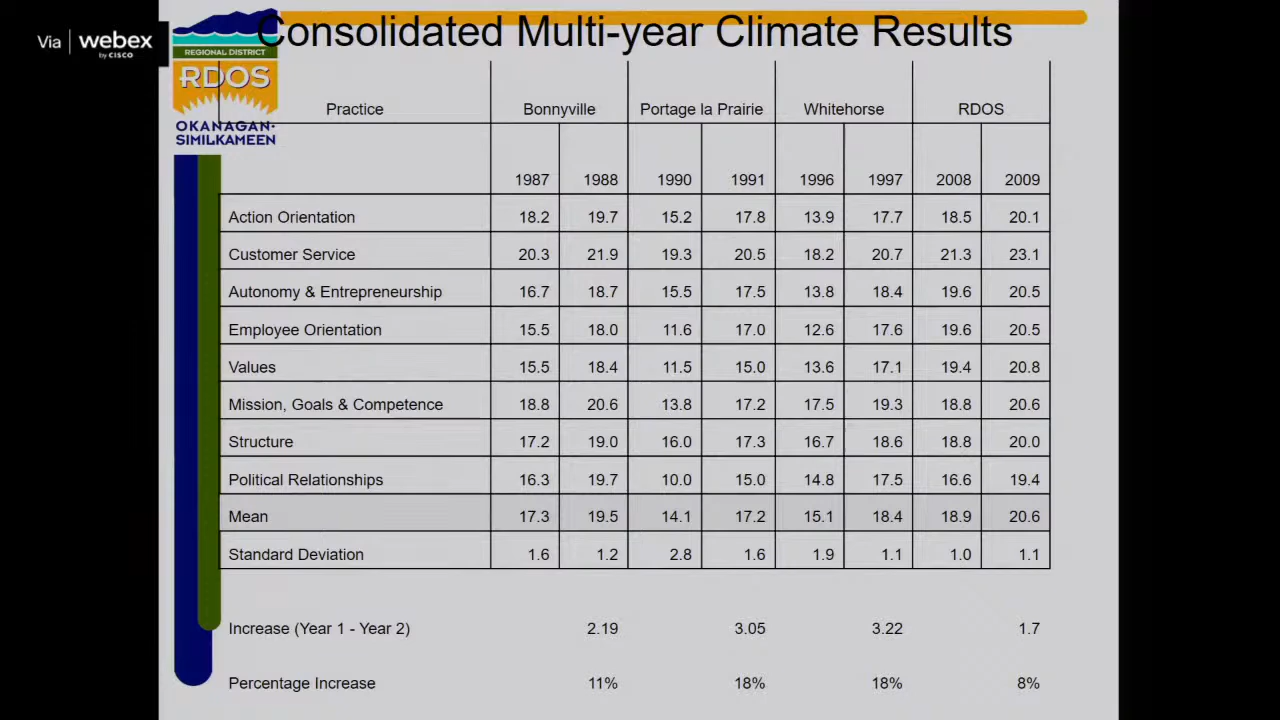 Via webex
by CISCO
Consolidated Multi-year Climate Results
REGIONAL DISTRICT
RDOS
OKANAGAN-
SIMILKAMEEN
Practice Bonnyville Portage la Prairie Whitehorse RDOS
1987 1988 1990 1991 1996 1997 2008 2009
Action Orientation 18.2 19.7 15.2 17.8 13.9 17.7 18.5 20.1
Customer Service 20.3 21.9 19.3 20.5 18.2 20.7 21.3 23.1
Autonomy & Entrepreneurship 16.7 18.7 15.5 17.5 13.8 18.4 19.6 20.5
Employee Orientation 15.5 18.0 11.6 17.0 12.6 17.6 19.6 20.5
Values 15.5 18.4 11.5 15.0 13.6 17.1 19.4 20.8
Mission, Goals & Competence 18.8 20.6 13.8 17.2 17.5 19.3 18.8 20.6
Structure 17.2 19.0 16.0 17.3 16.7 18.6 18.8 20.0
Political Relationships 16.3 19.7 10.0 15.0 14.8 17.5 16.6 19.4
Mean 17.3 19.5 14.1 17.2 15.1 18.4 18.9 20.6
Standard Deviation 1.6 1.2 2.8 1.6 1.9 1.1 1.0 1.1
Increase (Year 1 - Year 2) 2.19 3.05 3.22 1.7
Percentage Increase 11% 18% 18% 8%